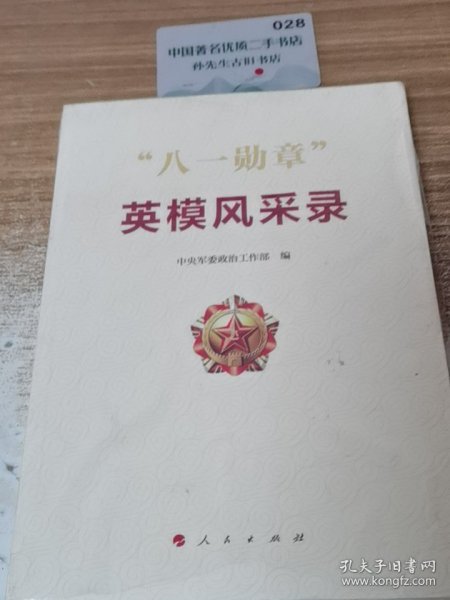 028
中国著名优质二手书店
孙先生古旧书店
“八一勋章”
英模风采录
中央军委政治工作部 编
人民出版社
孔夫子旧书网
www.kongfz.com